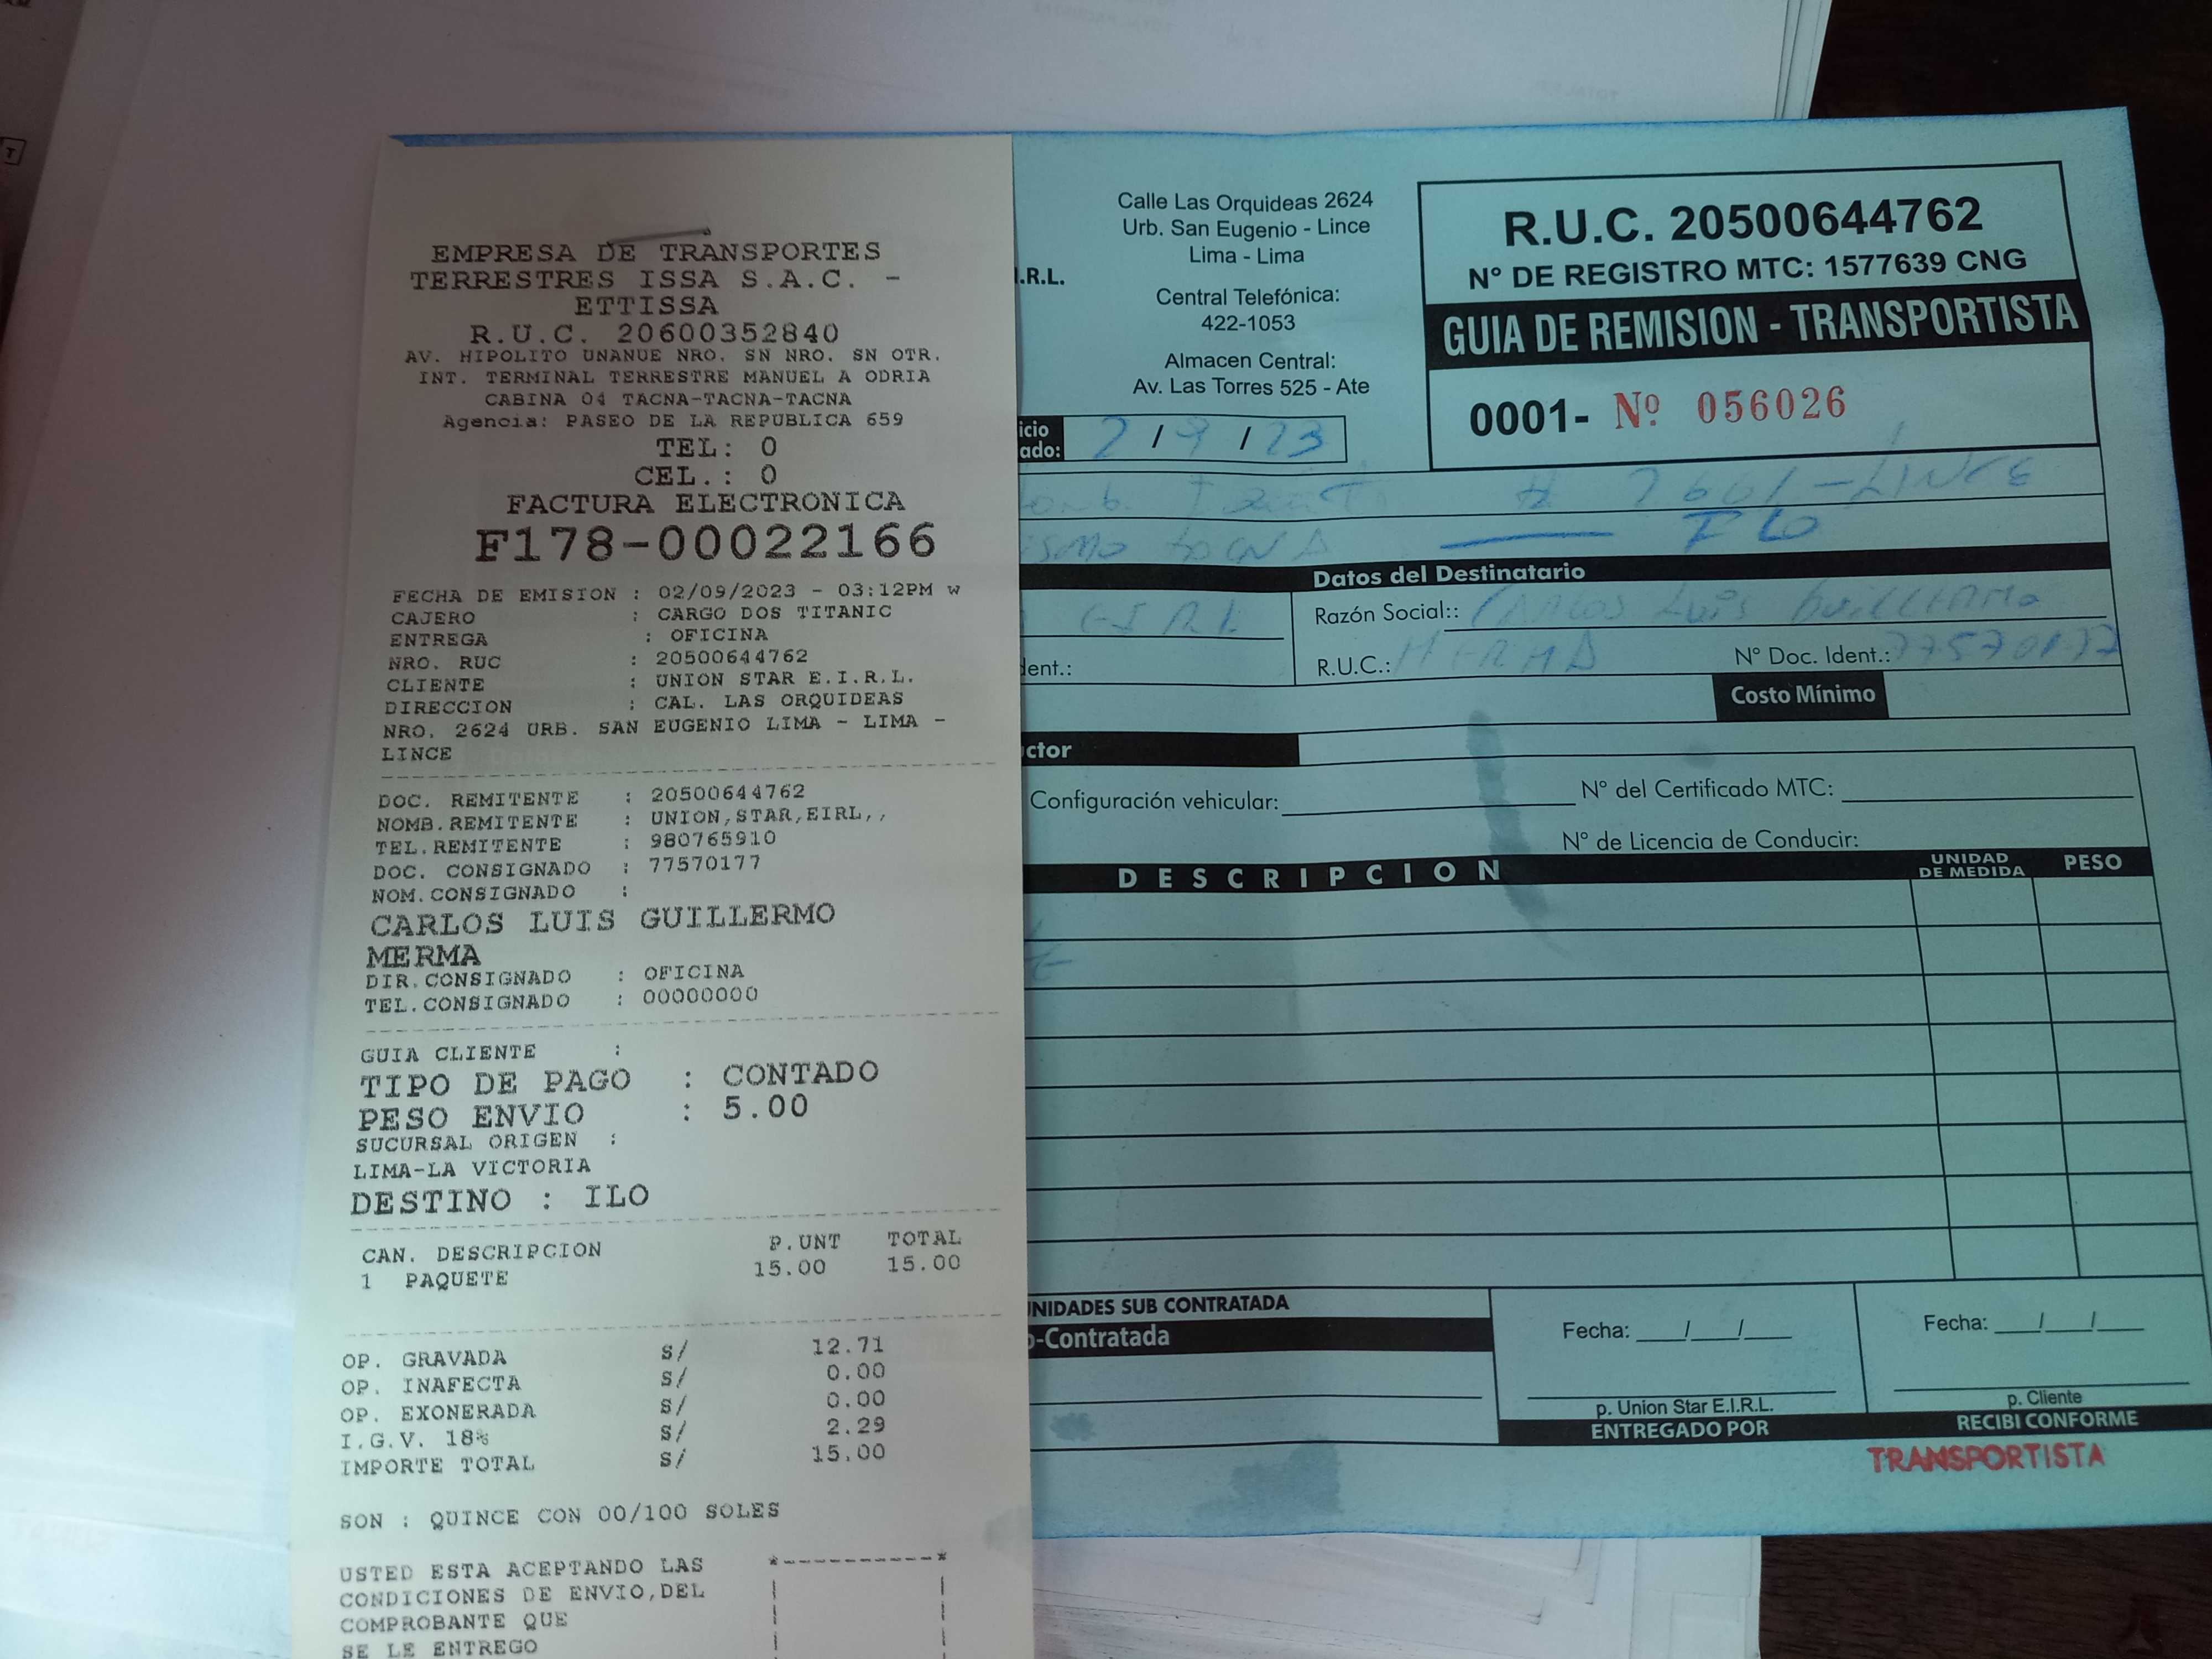 EMPRESA DE TRANSPORTES
TERRESTRES ISSA S.A.C. -
ETTISSA
R.U.C. 20600352840
AV. HIPOLITO UNANUE NRO. SN NRO. SN OTR.
INT. TERMINAL TERRESTRE MANUEL A ODRIA
CABINA 04 TACNA-TACNA-TACNA
Agencia: PASEO DE LA REPUBLICA 659
TEL: 0
CEL.: 0
FACTURA ELECTRONICA
F178-00022166
FECHA DE EMISION : 02/09/2023 - 03:12PM w
CAJERO : CARGO DOS TITANIC
ENTREGA : OFICINA
NRO. RUC : 20500644762
CLIENTE : UNION STAR E.I.R.L.
DIRECCION : CAL. LAS ORQUIDEAS
NRO. 2624 URB. SAN EUGENIO LIMA - LIMA -
LINCE
DOC. REMITENTE : 20500644762
NOMB.REMITENTE : UNION,STAR,EIRL,,
TEL.REMITENTE : 980765910
DOC. CONSIGNADO : 77570177
NOM.CONSIGNADO :
CARLOS LUIS GUILLERMO
MERMA
DIR.CONSIGNADO : OFICINA
TEL.CONSIGNADO : 00000000
GUIA CLIENTE :
TIPO DE PAGO : CONTADO
PESO ENVIO : 5.00
SUCURSAL ORIGEN :
LIMA-LA VICTORIA
DESTINO : ILO
CAN. DESCRIPCION P.UNT TOTAL
1 PAQUETE 15.00 15.00
OP. GRAVADA S/ 12.71
OP. INAFECTA S/ 0.00
OP. EXONERADA S/ 0.00
I.G.V. 18% S/ 2.29
IMPORTE TOTAL S/ 15.00
SON : QUINCE CON 00/100 SOLES
USTED ESTA ACEPTANDO LAS
CONDICIONES DE ENVIO,DEL
COMPROBANTE QUE
SE LE ENTREGO
.R.L.
Calle Las Orquideas 2624
Urb. San Eugenio - Lince
Lima - Lima
Central Telefónica:
422-1053
Almacen Central:
Av. Las Torres 525 - Ate
R.U.C. 20500644762
N° DE REGISTRO MTC: 1577639 CNG
GUIA DE REMISION - TRANSPORTISTA
0001- Nº 056026
icio
ado: 2 / 9 / 23
LINCE
ILO
Datos del Destinatario
Razón Social:: Carlos Luis Guillermo
R.U.C.: MERMA N° Doc. Ident.:
dent.:
Costo Mínimo
ctor
Configuración vehicular: N° del Certificado MTC:
N° de Licencia de Conducir:
DESCRIPCION UNIDAD DE MEDIDA PESO
UNIDADES SUB CONTRATADA
o-Contratada
Fecha: __/__/__
p. Union Star E.I.R.L.
ENTREGADO POR
Fecha: __/__/__
p. Cliente
RECIBI CONFORME
TRANSPORTISTA